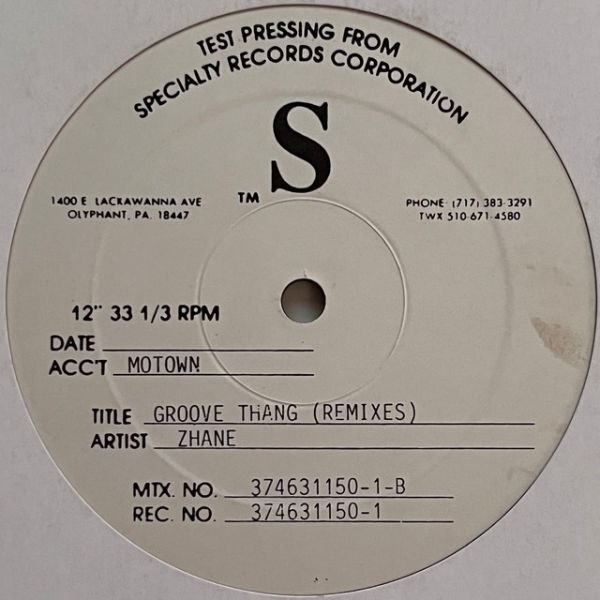 TEST PRESSING FROM
SPECIALTY RECORDS CORPORATION
S
TM
1400 E. LACKAWANNA AVE
OLYPHANT, PA. 18447
PHONE: (717) 383-3291
TWX 510-671-4580
12" 33 1/3 RPM
DATE
ACC'T MOTOWN
TITLE GROOVE THANG (REMIXES)
ARTIST ZHANE
MTX. NO. 374631150-1-B
REC. NO. 374631150-1